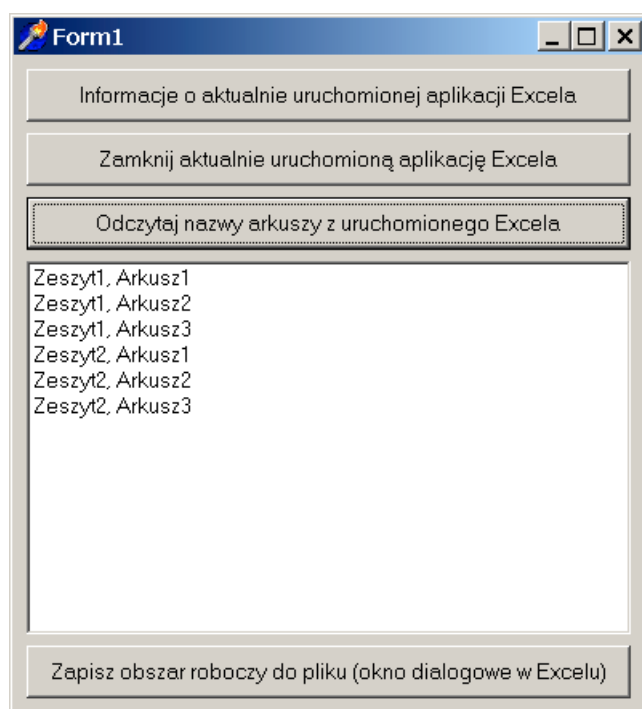 Form1
Informacje o aktualnie uruchomionej aplikacji Excela
Zamknij aktualnie uruchomioną aplikację Excela
Odczytaj nazwy arkuszy z uruchomionego Excela
Zeszyt1, Arkusz1
Zeszyt1, Arkusz2
Zeszyt1, Arkusz3
Zeszyt2, Arkusz1
Zeszyt2, Arkusz2
Zeszyt2, Arkusz3
Zapisz obszar roboczy do pliku (okno dialogowe w Excelu)